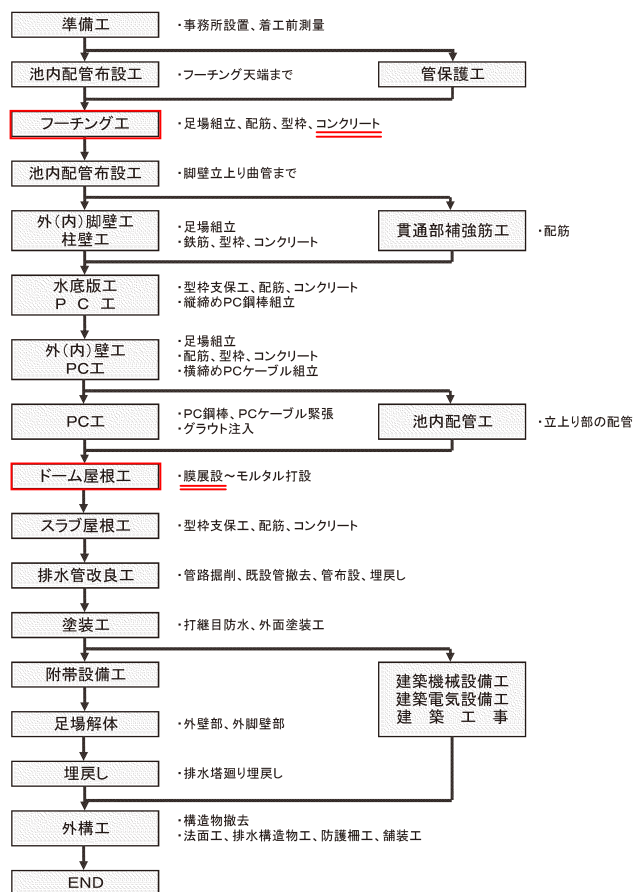 準備工
・事務所設置、着工前測量
池内配管布設工
・フーチング天端まで
管保護工
フーチング工
・足場組立、配筋、型枠、コンクリート
池内配管布設工
・脚壁立上り曲管まで
外(内)脚壁工
柱壁工
・足場組立
・鉄筋、型枠、コンクリート
貫通部補強筋工
・配筋
水底版工
P C 工
・型枠支保工、配筋、コンクリート
・縦締めPC鋼棒組立
外(内)壁工
PC工
・足場組立
・配筋、型枠、コンクリート
・横締めPCケーブル組立
PC工
・PC鋼棒、PCケーブル緊張
・グラウト注入
池内配管工
・立上り部の配管
ドーム屋根工
・膜展設～モルタル打設
スラブ屋根工
・型枠支保工、配筋、コンクリート
排水管改良工
・管路掘削、既設管撤去、管布設、埋戻し
塗装工
・打継目防水、外面塗装工
附帯設備工
建築機械設備工
建築電気設備工
建 築 工 事
足場解体
・外壁部、外脚壁部
埋戻し
・排水塔廻り埋戻し
外構工
・構造物撤去
・法面工、排水構造物工、防護柵工、舗装工
END